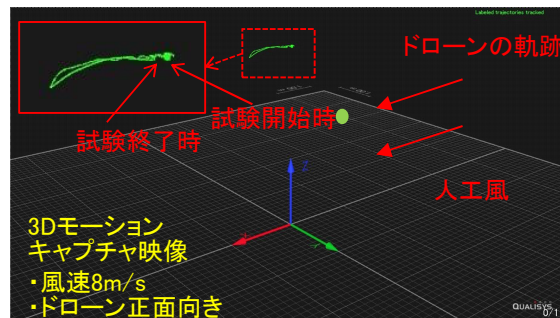 Labeled trajectories tracked
ドローンの軌跡
試験開始時
試験終了時
人工風
Z
3Dモーション
キャプチャ映像
・風速8m/s
・ドローン正面向き
QUALISYS